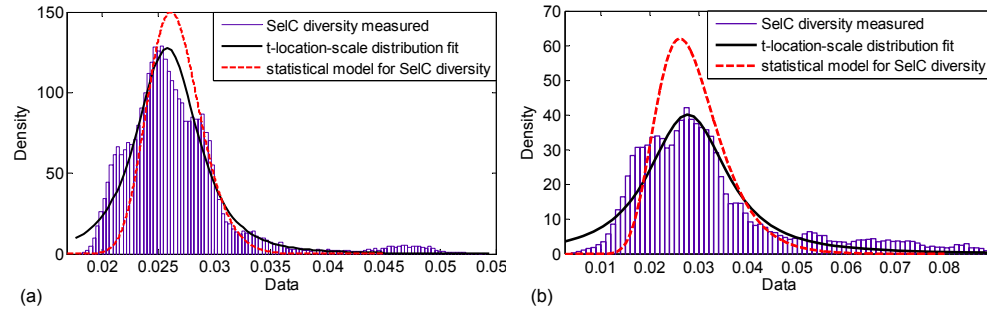 SelC diversity measured
t-location-scale distribution fit
statistical model for SelC diversity
150
100
50
0
Density
0.02
0.025
0.03
0.035
0.04
0.045
0.05
0.05
Data
(a)
SelC diversity measured
t-location-scale distribution fit
statistical model for SelC diversity
70
60
50
40
30
20
10
0
Density
0.01
0.02
0.03
0.04
0.05
0.06
0.07
0.08
Data
(b)